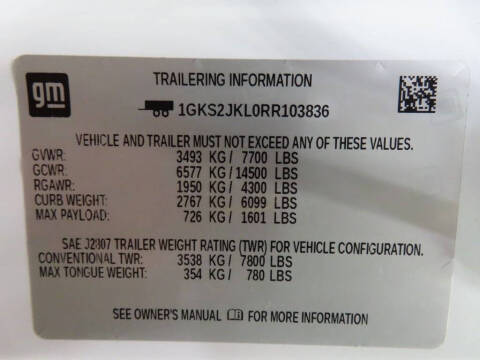 gm
TRAILERING INFORMATION
1GKS2JKL0RR103836
VEHICLE AND TRAILER MUST NOT EXCEED ANY OF THESE VALUES.
GVWR: 3493 KG / 7700 LBS
GCWR: 6577 KG / 14500 LBS
RGAWR: 1950 KG / 4300 LBS
CURB WEIGHT: 2767 KG / 6099 LBS
MAX PAYLOAD: 726 KG / 1601 LBS
SAE J2807 TRAILER WEIGHT RATING (TWR) FOR VEHICLE CONFIGURATION.
CONVENTIONAL TWR: 3538 KG / 7800 LBS
MAX TONGUE WEIGHT: 354 KG / 780 LBS
SEE OWNER'S MANUAL FOR MORE INFORMATION